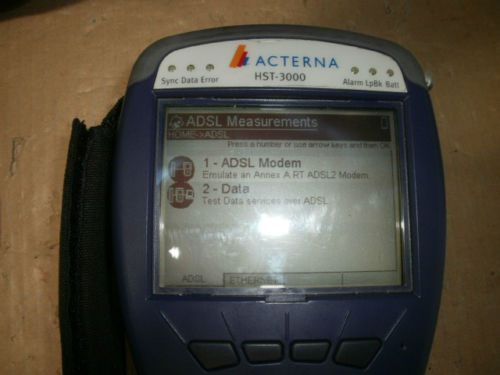 ACTERNA
HST-3000
Sync Data Error
Alarm LpBk Batt
ADSL Measurements
HOME->ADSL
Press a number or use arrow keys and then OK
1 - ADSL Modem
Emulate an Annex A RT ADSL2 Modem
2 - Data
Test Data services over ADSL
ADSL